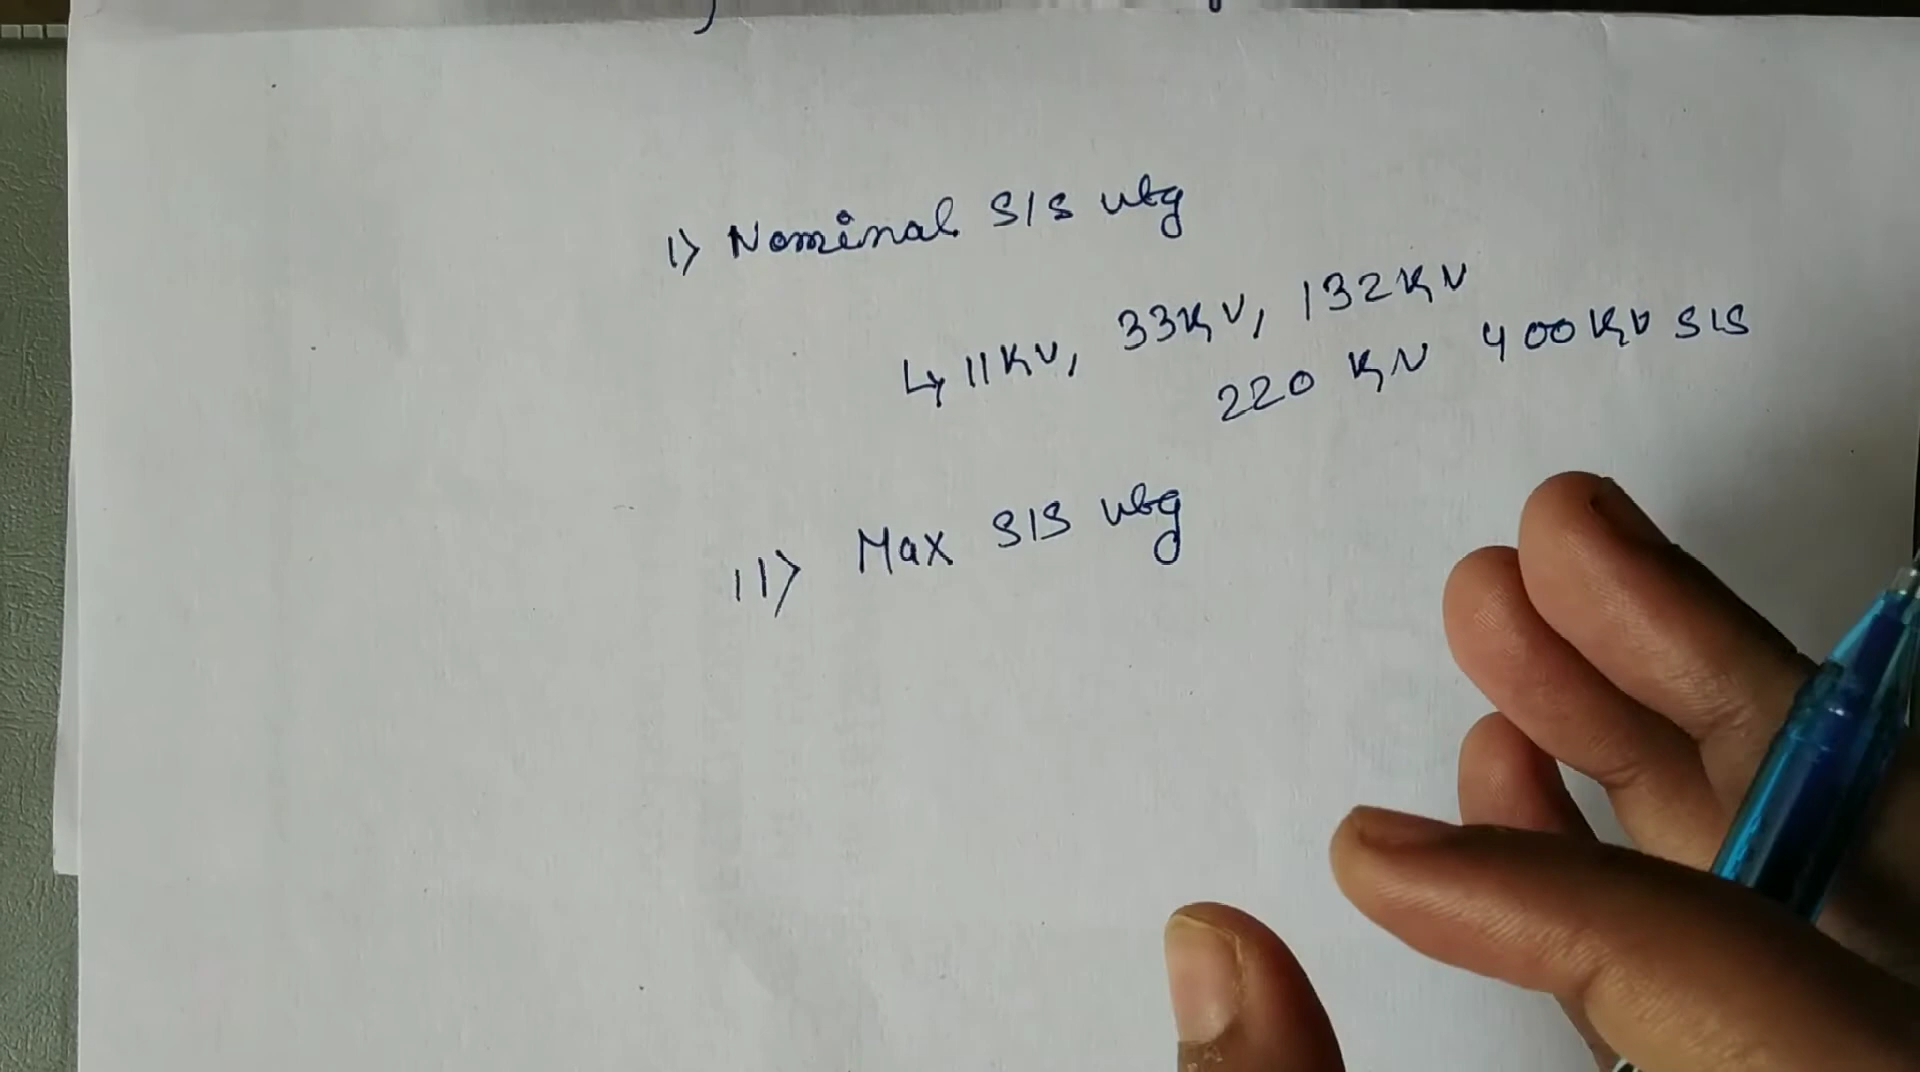 1) Nominal S/S vtg
↳ 11KV, 33KV, 132KV
220 KV 400KV S/S
11) Max S/S vtg